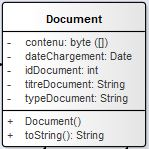 Document
- contenu: byte ([])
- dateChargement: Date
- idDocument: int
- titreDocument: String
- typeDocument: String
+ Document()
+ toString(): String